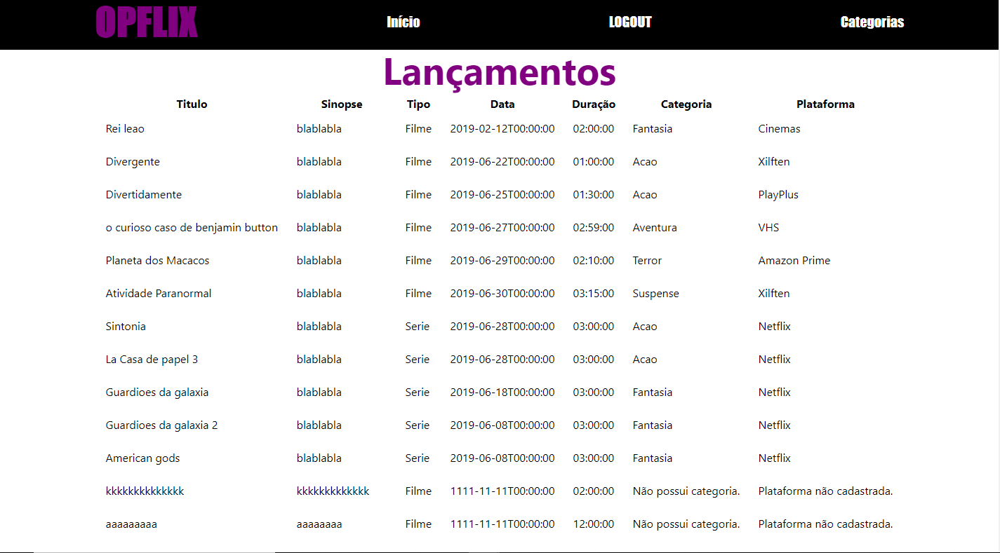 OPFLIX Início LOGOUT Categorias
Lançamentos
Titulo Sinopse Tipo Data Duração Categoria Plataforma
Rei leao blablabla Filme 2019-02-12T00:00:00 02:00:00 Fantasia Cinemas
Divergente blablabla Filme 2019-06-22T00:00:00 01:00:00 Acao Xilften
Divertidamente blablabla Filme 2019-06-25T00:00:00 01:30:00 Acao PlayPlus
o curioso caso de benjamin button blablabla Filme 2019-06-27T00:00:00 02:59:00 Aventura VHS
Planeta dos Macacos blablabla Filme 2019-06-29T00:00:00 02:10:00 Terror Amazon Prime
Atividade Paranormal blablabla Filme 2019-06-30T00:00:00 03:15:00 Suspense Xilften
Sintonia blablabla Serie 2019-06-28T00:00:00 03:00:00 Acao Netflix
La Casa de papel 3 blablabla Serie 2019-06-28T00:00:00 03:00:00 Acao Netflix
Guardioes da galaxia blablabla Serie 2019-06-18T00:00:00 03:00:00 Fantasia Netflix
Guardioes da galaxia 2 blablabla Serie 2019-06-08T00:00:00 03:00:00 Fantasia Netflix
American gods blablabla Serie 2019-06-08T00:00:00 03:00:00 Fantasia Netflix
kkkkkkkkkkkkkk kkkkkkkkkkkkk Filme 1111-11-11T00:00:00 02:00:00 Não possui categoria. Plataforma não cadastrada.
aaaaaaaaa aaaaaaaa Filme 1111-11-11T00:00:00 12:00:00 Não possui categoria. Plataforma não cadastrada.